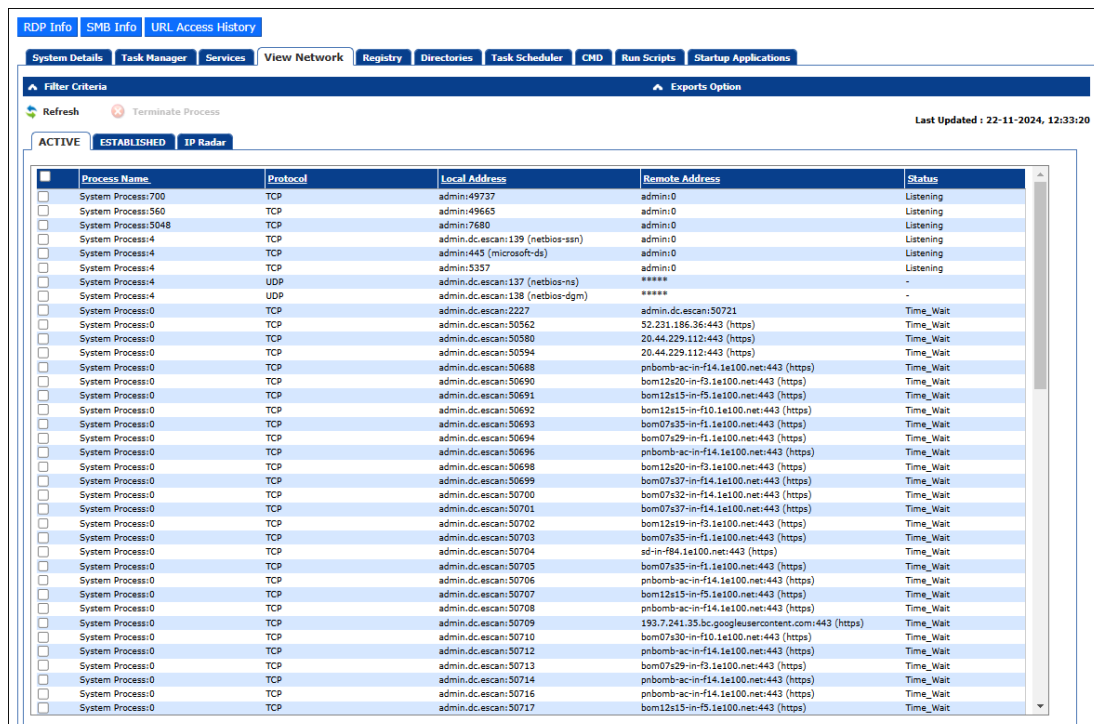 RDP Info SMB Info URL Access History
System Details Task Manager Services View Network Registry Directories Task Scheduler CMD Run Scripts Startup Applications
Filter Criteria Exports Option
Refresh Terminate Process
Last Updated : 22-11-2024, 12:33:20
ACTIVE ESTABLISHED IP Radar
Process Name Protocol Local Address Remote Address Status
System Process:700 TCP admin:49737 admin:0 Listening
System Process:560 TCP admin:49665 admin:0 Listening
System Process:5048 TCP admin:7680 admin:0 Listening
System Process:4 TCP admin.dc.escan:139 (netbios-ssn) admin:0 Listening
System Process:4 TCP admin:445 (microsoft-ds) admin:0 Listening
System Process:4 TCP admin:5357 admin:0 Listening
System Process:4 UDP admin.dc.escan:137 (netbios-ns) ***** -
System Process:4 UDP admin.dc.escan:138 (netbios-dgm) ***** -
System Process:0 TCP admin.dc.escan:2227 admin.dc.escan:50721 Time_Wait
System Process:0 TCP admin.dc.escan:50562 52.231.186.36:443 (https) Time_Wait
System Process:0 TCP admin.dc.escan:50580 20.44.229.112:443 (https) Time_Wait
System Process:0 TCP admin.dc.escan:50594 20.44.229.112:443 (https) Time_Wait
System Process:0 TCP admin.dc.escan:50688 pnbomb-ac-in-f14.1e100.net:443 (https) Time_Wait
System Process:0 TCP admin.dc.escan:50690 bom12s20-in-f3.1e100.net:443 (https) Time_Wait
System Process:0 TCP admin.dc.escan:50691 bom12s15-in-f5.1e100.net:443 (https) Time_Wait
System Process:0 TCP admin.dc.escan:50692 bom12s15-in-f10.1e100.net:443 (https) Time_Wait
System Process:0 TCP admin.dc.escan:50693 bom07s35-in-f1.1e100.net:443 (https) Time_Wait
System Process:0 TCP admin.dc.escan:50694 bom07s29-in-f1.1e100.net:443 (https) Time_Wait
System Process:0 TCP admin.dc.escan:50696 pnbomb-ac-in-f14.1e100.net:443 (https) Time_Wait
System Process:0 TCP admin.dc.escan:50698 bom12s20-in-f3.1e100.net:443 (https) Time_Wait
System Process:0 TCP admin.dc.escan:50699 bom07s37-in-f14.1e100.net:443 (https) Time_Wait
System Process:0 TCP admin.dc.escan:50700 bom07s32-in-f14.1e100.net:443 (https) Time_Wait
System Process:0 TCP admin.dc.escan:50701 bom07s37-in-f14.1e100.net:443 (https) Time_Wait
System Process:0 TCP admin.dc.escan:50702 bom12s19-in-f3.1e100.net:443 (https) Time_Wait
System Process:0 TCP admin.dc.escan:50703 bom07s35-in-f1.1e100.net:443 (https) Time_Wait
System Process:0 TCP admin.dc.escan:50704 sd-in-f84.1e100.net:443 (https) Time_Wait
System Process:0 TCP admin.dc.escan:50705 bom07s35-in-f1.1e100.net:443 (https) Time_Wait
System Process:0 TCP admin.dc.escan:50706 pnbomb-ac-in-f14.1e100.net:443 (https) Time_Wait
System Process:0 TCP admin.dc.escan:50707 bom12s15-in-f5.1e100.net:443 (https) Time_Wait
System Process:0 TCP admin.dc.escan:50708 pnbomb-ac-in-f14.1e100.net:443 (https) Time_Wait
System Process:0 TCP admin.dc.escan:50709 193.7.241.35.bc.googleusercontent.com:443 (https) Time_Wait
System Process:0 TCP admin.dc.escan:50710 bom07s30-in-f10.1e100.net:443 (https) Time_Wait
System Process:0 TCP admin.dc.escan:50712 pnbomb-ac-in-f14.1e100.net:443 (https) Time_Wait
System Process:0 TCP admin.dc.escan:50713 bom07s29-in-f3.1e100.net:443 (https) Time_Wait
System Process:0 TCP admin.dc.escan:50714 pnbomb-ac-in-f14.1e100.net:443 (https) Time_Wait
System Process:0 TCP admin.dc.escan:50716 pnbomb-ac-in-f14.1e100.net:443 (https) Time_Wait
System Process:0 TCP admin.dc.escan:50717 bom12s15-in-f5.1e100.net:443 (https) Time_Wait